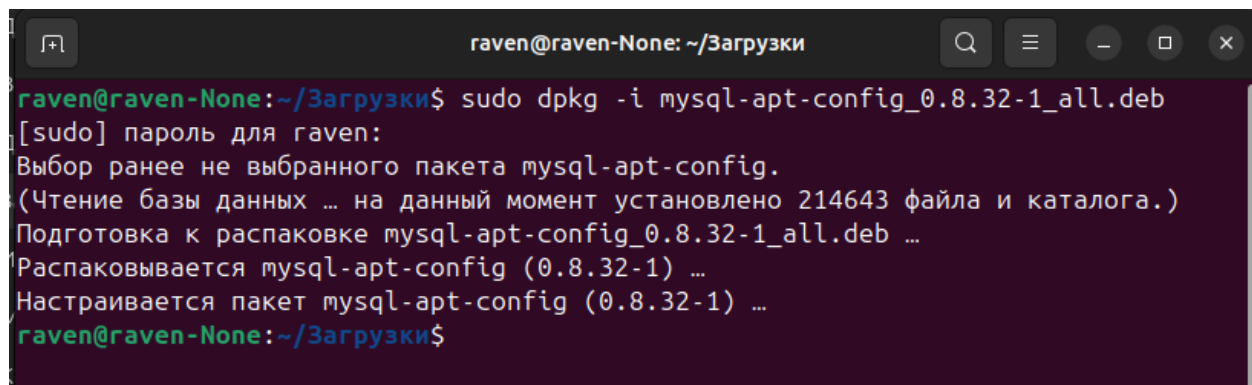 raven@raven-None: ~/Загрузки
raven@raven-None:~/Загрузки$ sudo dpkg -i mysql-apt-config_0.8.32-1_all.deb
[sudo] пароль для raven:
Выбор ранее не выбранного пакета mysql-apt-config.
(Чтение базы данных … на данный момент установлено 214643 файла и каталога.)
Подготовка к распаковке mysql-apt-config_0.8.32-1_all.deb …
Распаковывается mysql-apt-config (0.8.32-1) …
Настраивается пакет mysql-apt-config (0.8.32-1) …
raven@raven-None:~/Загрузки$